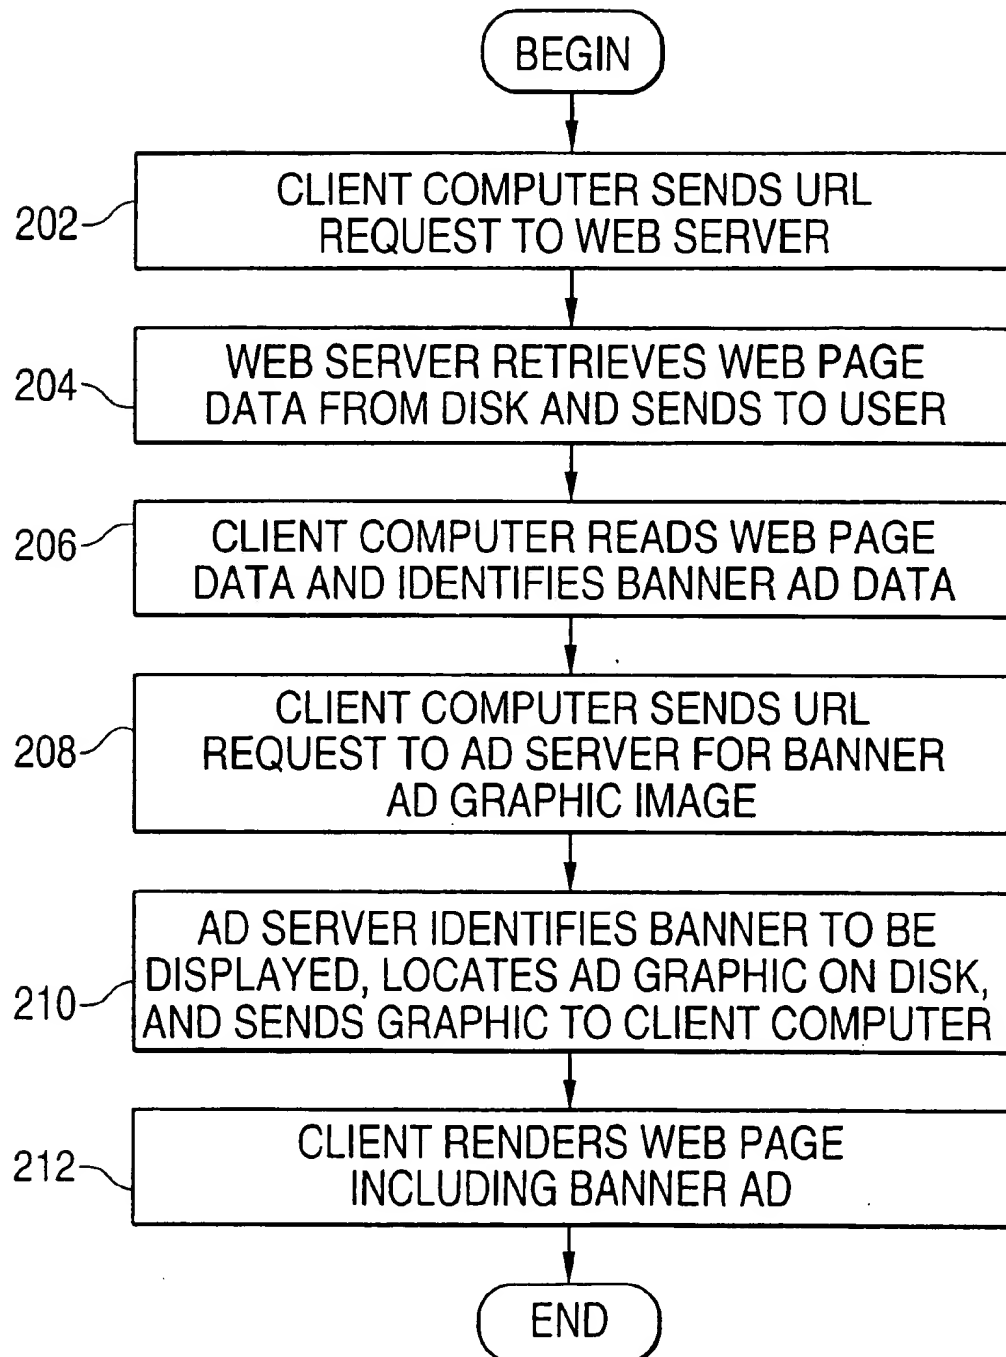 BEGIN
202
CLIENT COMPUTER SENDS URL
REQUEST TO WEB SERVER
204
WEB SERVER RETRIEVES WEB PAGE
DATA FROM DISK AND SENDS TO USER
206
CLIENT COMPUTER READS WEB PAGE
DATA AND IDENTIFIES BANNER AD DATA
208
CLIENT COMPUTER SENDS URL
REQUEST TO AD SERVER FOR BANNER
AD GRAPHIC IMAGE
210
AD SERVER IDENTIFIES BANNER TO BE
DISPLAYED, LOCATES AD GRAPHIC ON DISK,
AND SENDS GRAPHIC TO CLIENT COMPUTER
212
CLIENT RENDERS WEB PAGE
INCLUDING BANNER AD
END